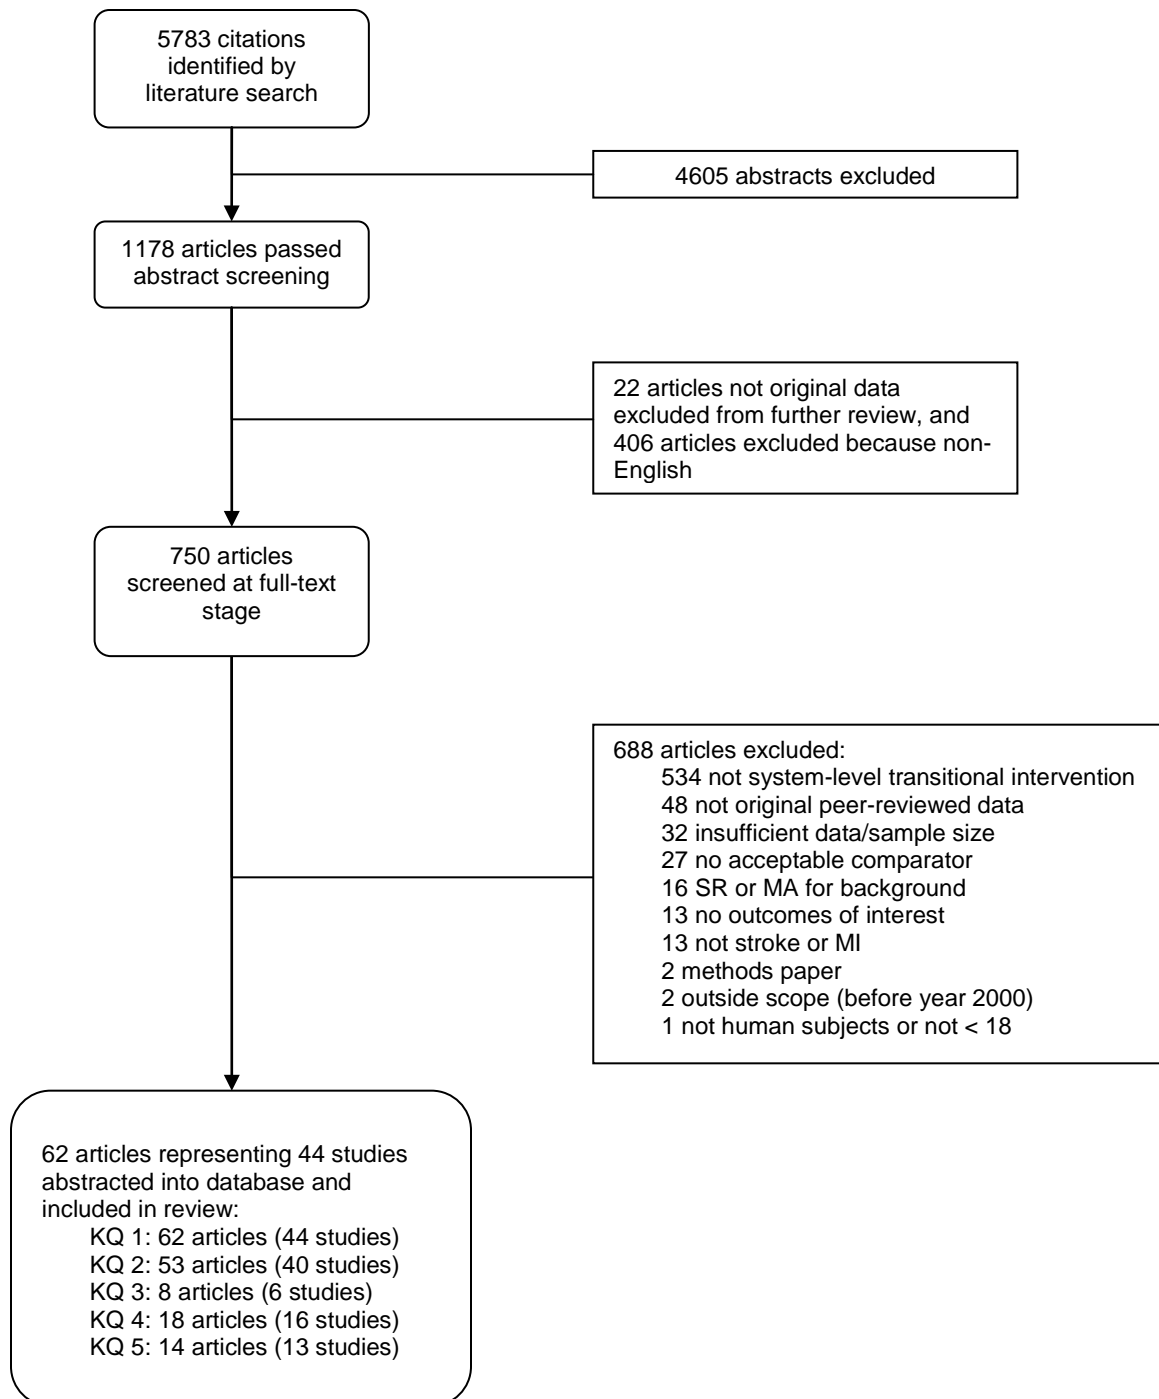 5783 citations
identified by
literature search
4605 abstracts excluded
1178 articles passed
abstract screening
22 articles not original data
excluded from further review, and
406 articles excluded because non-
English
750 articles
screened at full-text
stage
688 articles excluded:
534 not system-level transitional intervention
48 not original peer-reviewed data
32 insufficient data/sample size
27 no acceptable comparator
16 SR or MA for background
13 no outcomes of interest
13 not stroke or MI
2 methods paper
2 outside scope (before year 2000)
1 not human subjects or not < 18
62 articles representing 44 studies
abstracted into database and
included in review:
KQ 1: 62 articles (44 studies)
KQ 2: 53 articles (40 studies)
KQ 3: 8 articles (6 studies)
KQ 4: 18 articles (16 studies)
KQ 5: 14 articles (13 studies)